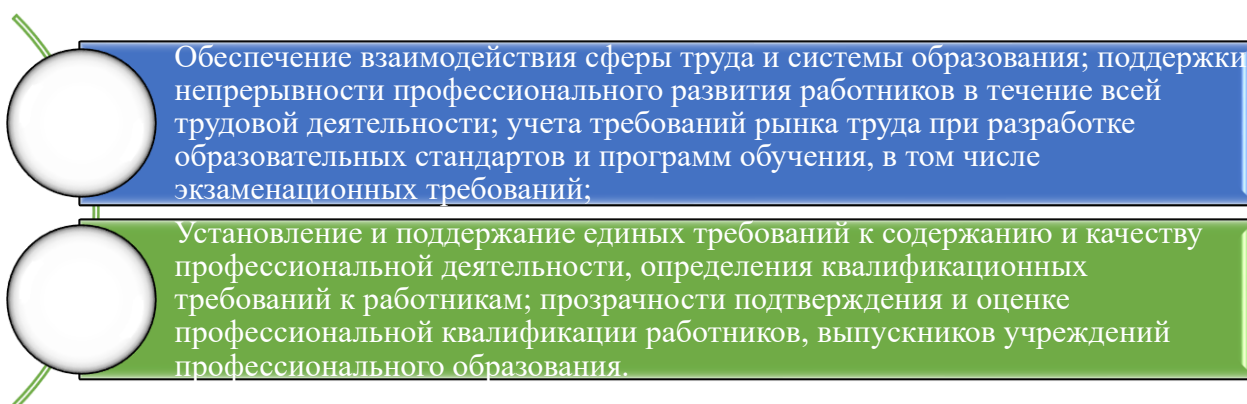 Обеспечение взаимодействия сферы труда и системы образования; поддержки
непрерывности профессионального развития работников в течение всей
трудовой деятельности; учета требований рынка труда при разработке
образовательных стандартов и программ обучения, в том числе
экзаменационных требований;
Установление и поддержание единых требований к содержанию и качеству
профессиональной деятельности, определения квалификационных
требований к работникам; прозрачности подтверждения и оценке
профессиональной квалификации работников, выпускников учреждений
профессионального образования.